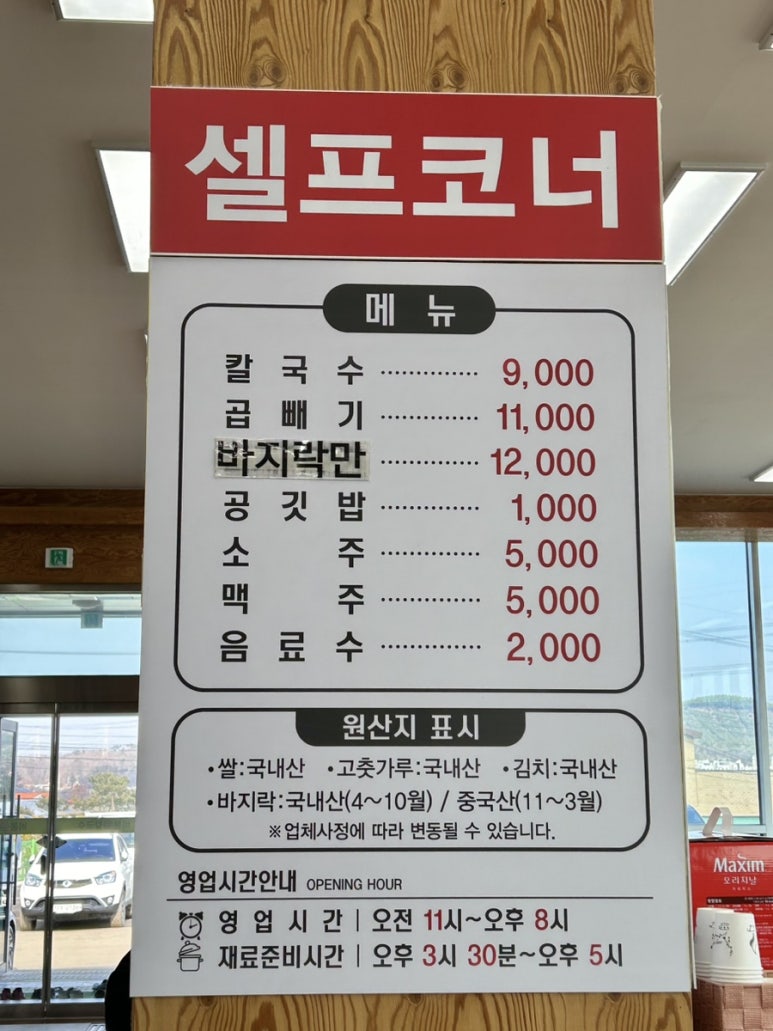 셀프코너
메 뉴
칼 국 수 ............... 9,000
곱 빼 기 ............... 11,000
바지락만 ............... 12,000
공 깃 밥 ............... 1,000
소 주 ............... 5,000
맥 주 ............... 5,000
음 료 수 ............... 2,000
원산지 표시
•쌀:국내산 •고춧가루:국내산 •김치:국내산
•바지락:국내산(4~10월) / 중국산(11~3월)
※업체사정에 따라 변동될 수 있습니다.
영업시간안내 OPENING HOUR
영 업 시 간 | 오전 11시~오후 8시
재료준비시간 | 오후 3시 30분~오후 5시
Maxim
오리지날